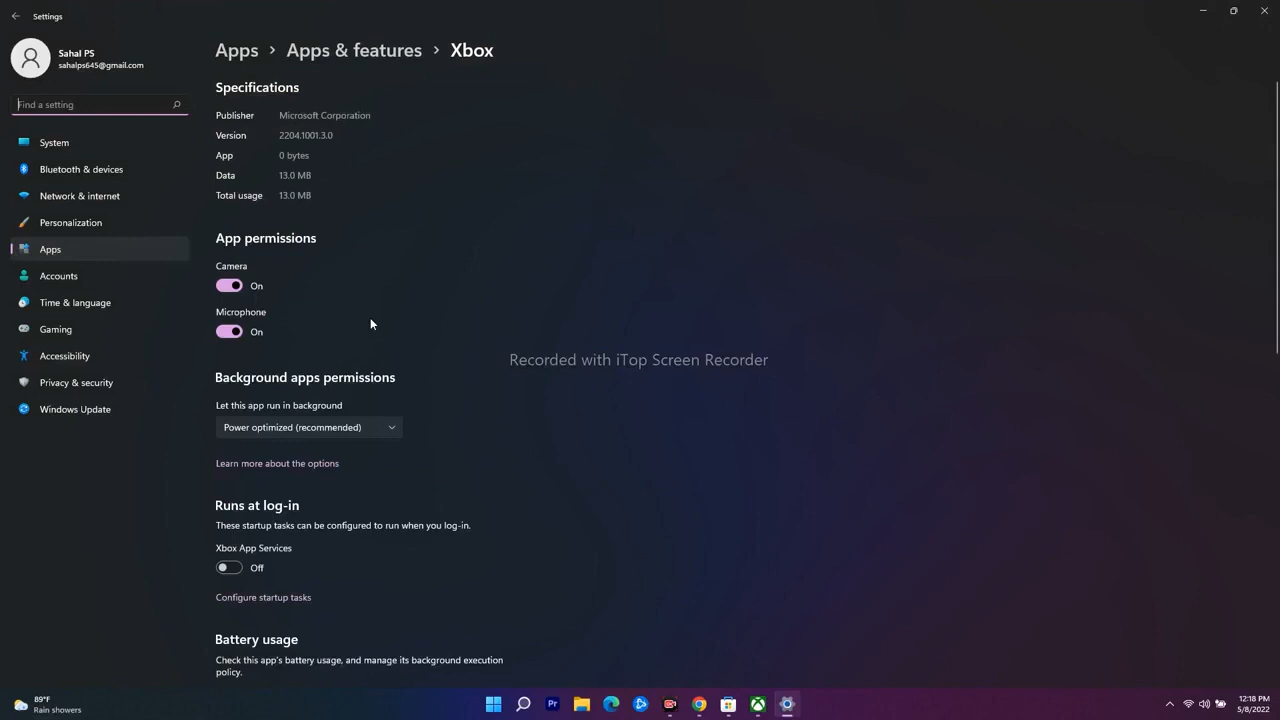 Settings
Sahal PS
sahalps645@gmail.com
Find a setting
System
Bluetooth & devices
Network & internet
Personalization
Apps
Accounts
Time & language
Gaming
Accessibility
Privacy & security
Windows Update
Apps > Apps & features > Xbox
Specifications
Publisher Microsoft Corporation
Version 2204.1001.3.0
App 0 bytes
Data 13.0 MB
Total usage 13.0 MB
App permissions
Camera
On
Microphone
On
Recorded with iTop Screen Recorder
Background apps permissions
Let this app run in background
Power optimized (recommended)
Learn more about the options
Runs at log-in
These startup tasks can be configured to run when you log-in.
Xbox App Services
Off
Configure startup tasks
Battery usage
Check this app's battery usage, and manage its background execution
policy.
89°F
Rain showers
Pr
12:18 PM
5/8/2022